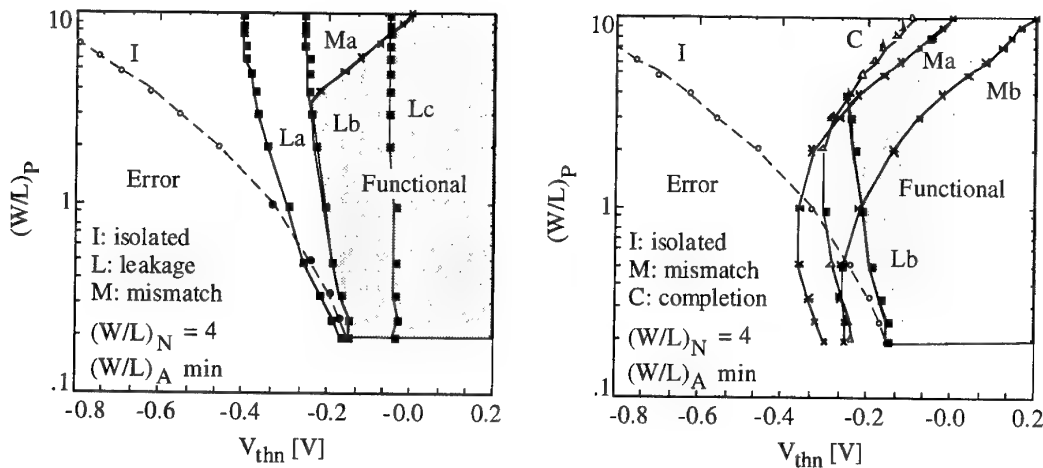 10
1
.1
(W/L)P
I
Ma
La
Lb
Lc
Error
Functional
I: isolated
L: leakage
M: mismatch
(W/L)N = 4
(W/L)A min
-0.8 -0.6 -0.4 -0.2 -0.0 0.2
Vthn [V]
10
1
.1
(W/L)P
I
C
Ma
Mb
Error
Functional
Lb
I: isolated
M: mismatch
C: completion
(W/L)N = 4
(W/L)A min
-0.8 -0.6 -0.4 -0.2 -0.0 0.2
Vthn [V]